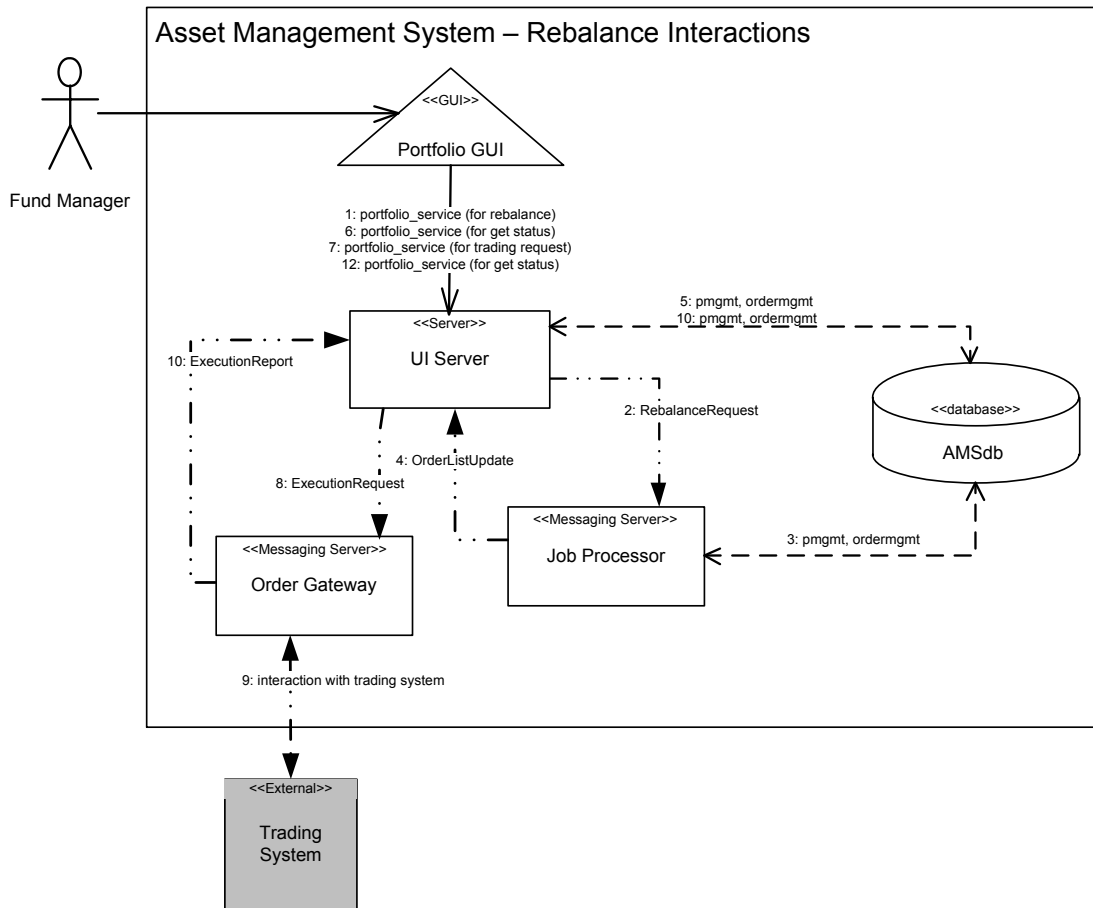 Asset Management System – Rebalance Interactions
<<GUI>>
Portfolio GUI
Fund Manager
1: portfolio_service (for rebalance)
6: portfolio_service (for get status)
7: portfolio_service (for trading request)
12: portfolio_service (for get status)
5: pmgmt, ordermgmt
10: pmgmt, ordermgmt
<<Server>>
UI Server
10: ExecutionReport
2: RebalanceRequest
<<database>>
AMSdb
4: OrderListUpdate
8: ExecutionRequest
<<Messaging Server>>
Job Processor
3: pmgmt, ordermgmt
<<Messaging Server>>
Order Gateway
9: interaction with trading system
<<External>>
Trading
System